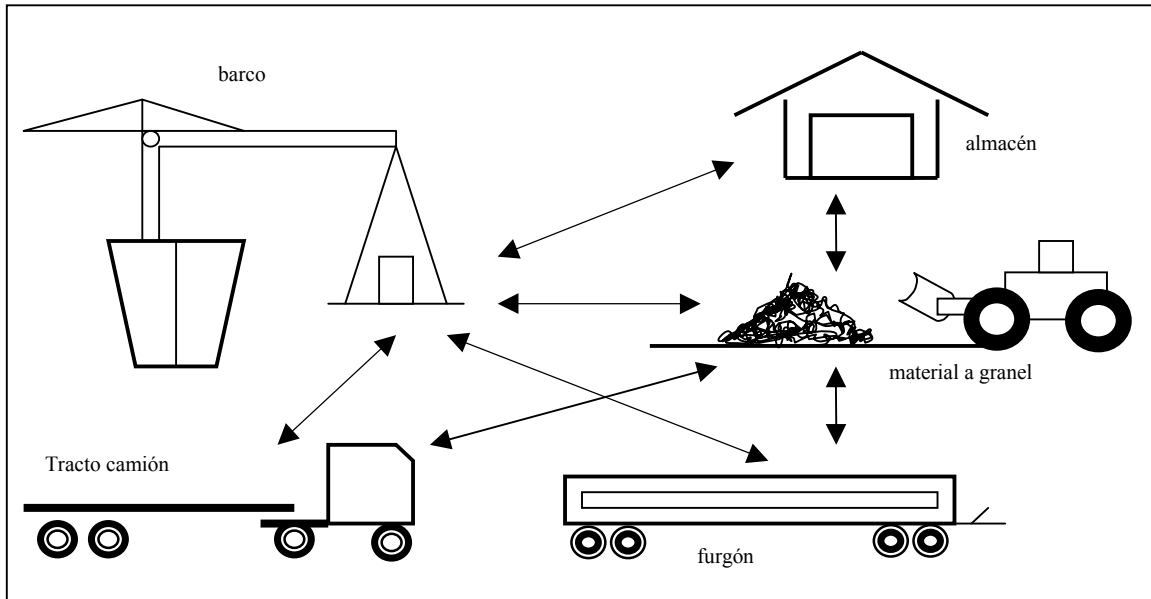 barco
almacén
material a granel
Tracto camión
furgón